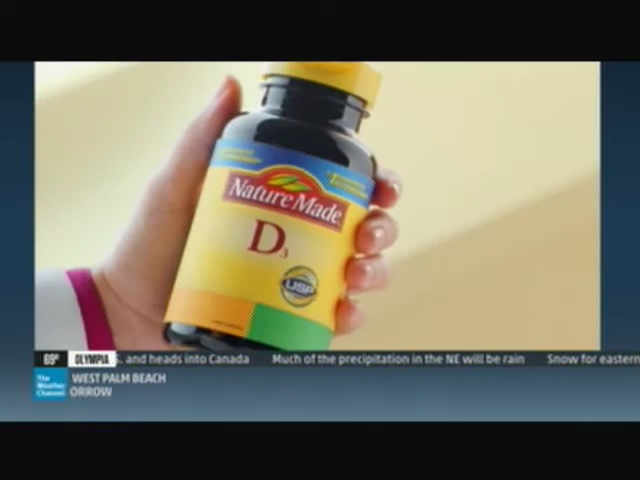 Nature Made
D3
USP
69° OLYMPIA , and heads into Canada Much of the precipitation in the NE will be rain Snow for eastern
The Weather Channel
WEST PALM BEACH
ORROW